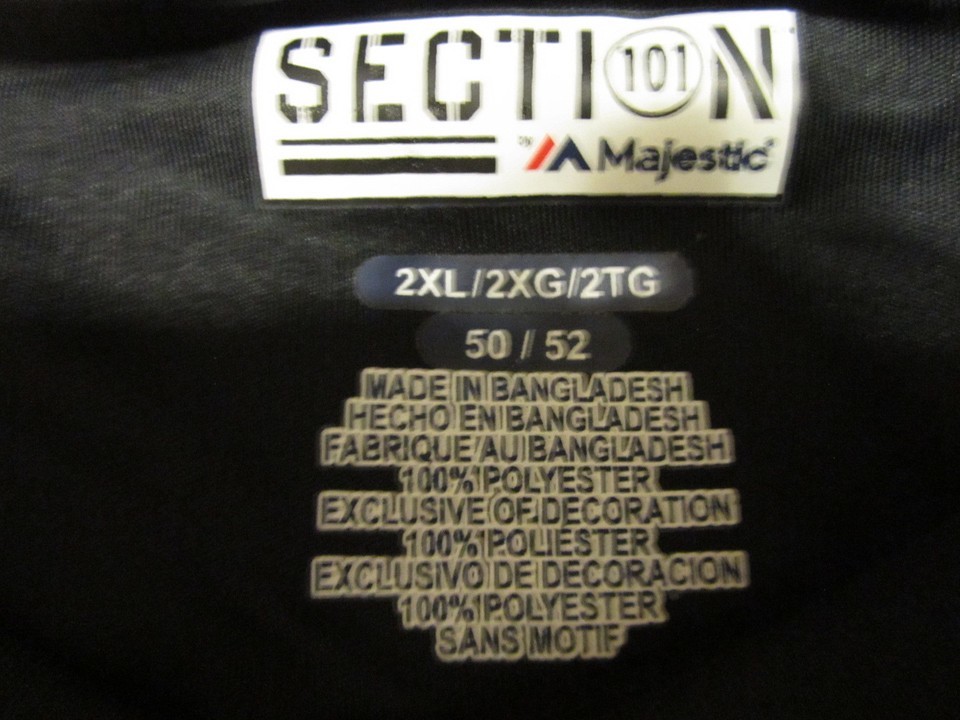 SECTION 101
by Majestic
2XL/2XG/2TG
50 / 52
MADE IN BANGLADESH
HECHO EN BANGLADESH
FABRIQUE AU BANGLADESH
100% POLYESTER
EXCLUSIVE OF DECORATION
100% POLIESTER
EXCLUSIVO DE DECORACION
100% POLYESTER
SANS MOTIF